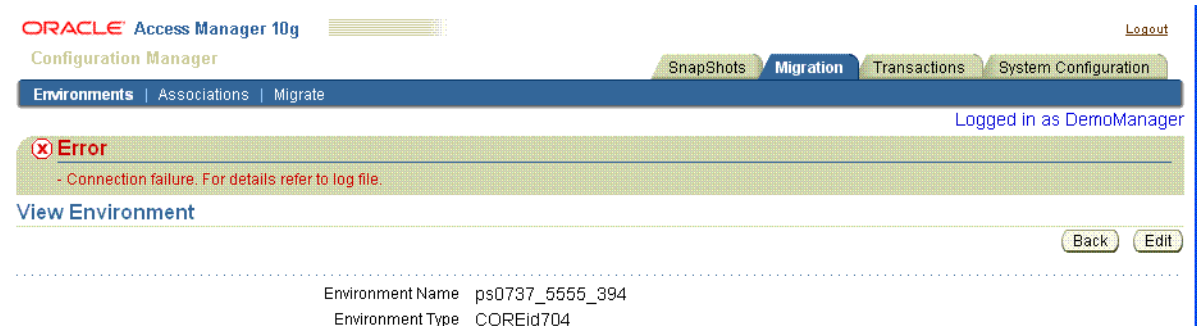 ORACLE Access Manager 10g
Logout
Configuration Manager
SnapShots Migration Transactions System Configuration
Environments | Associations | Migrate
Logged in as DemoManager
Error
- Connection failure. For details refer to log file.
View Environment
Back Edit
Environment Name ps0737_5555_394
Environment Type COREid704